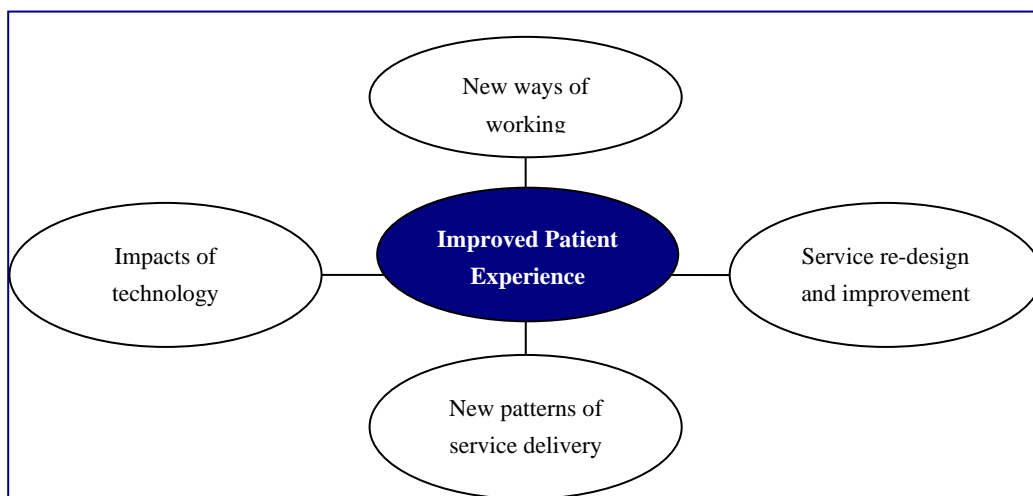 New ways of
working
Improved Patient
Experience
Impacts of
technology
Service re-design
and improvement
New patterns of
service delivery